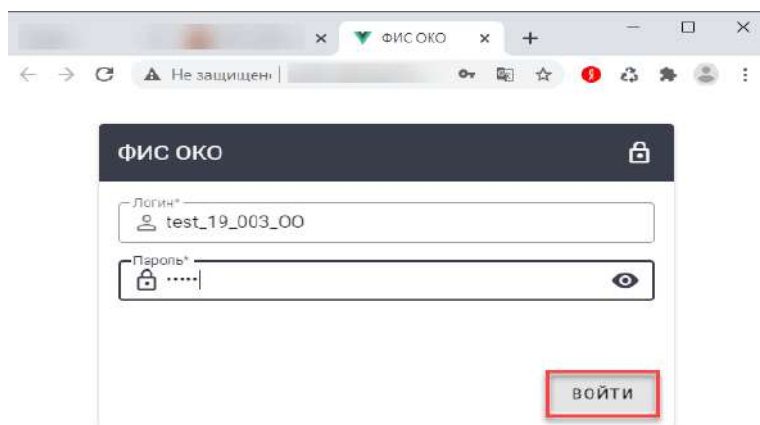 ФИС ОКО
Не защищен
ФИС ОКО
Логин*
test_19_003_OO
Пароль*
ВОЙТИ